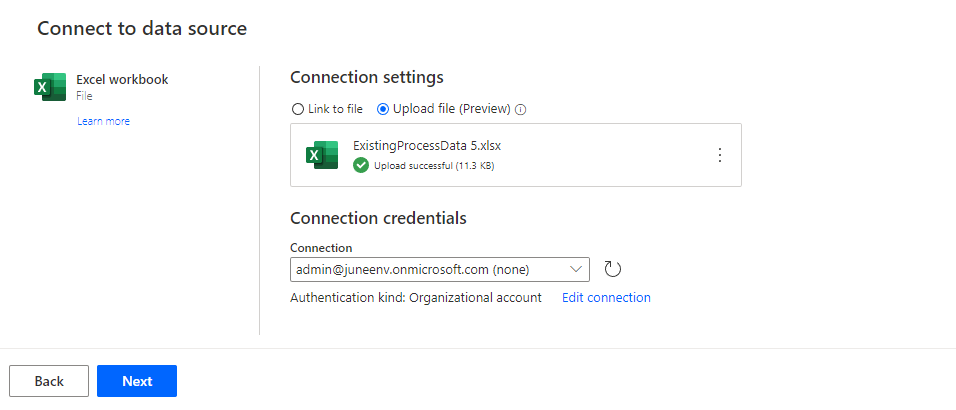 Connect to data source
Excel workbook
File
Learn more
Connection settings
Link to file Upload file (Preview)
ExistingProcessData 5.xlsx
Upload successful (11.3 KB)
Connection credentials
Connection
admin@juneenv.onmicrosoft.com (none)
Authentication kind: Organizational account Edit connection
Back Next